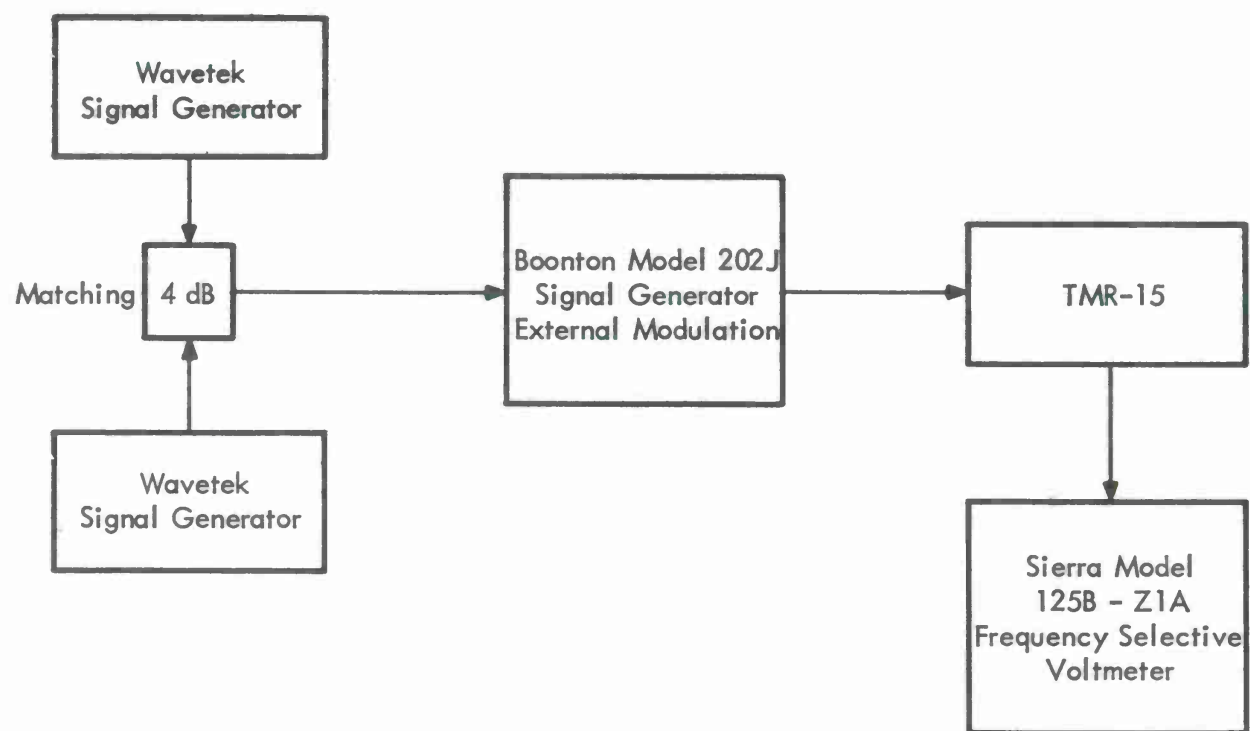 Wavetek
Signal Generator
Matching
4 dB
Wavetek
Signal Generator
Boonton Model 202J
Signal Generator
External Modulation
TMR-15
Sierra Model
125B - Z1A
Frequency Selective
Voltmeter